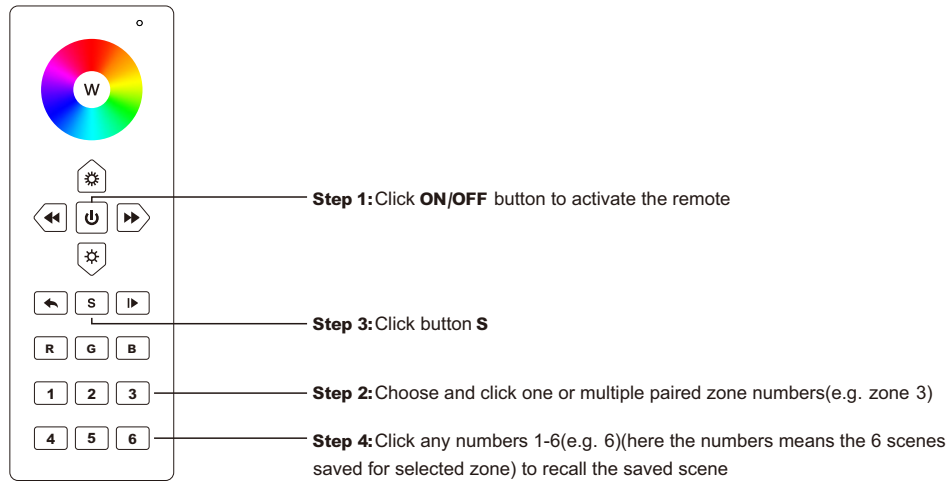 W
Step 1:Click ON/OFF button to activate the remote
S
Step 3:Click button S
R G B
1 2 3
Step 2:Choose and click one or multiple paired zone numbers(e.g. zone 3)
4 5 6
Step 4:Click any numbers 1-6(e.g. 6)(here the numbers means the 6 scenes
saved for selected zone) to recall the saved scene